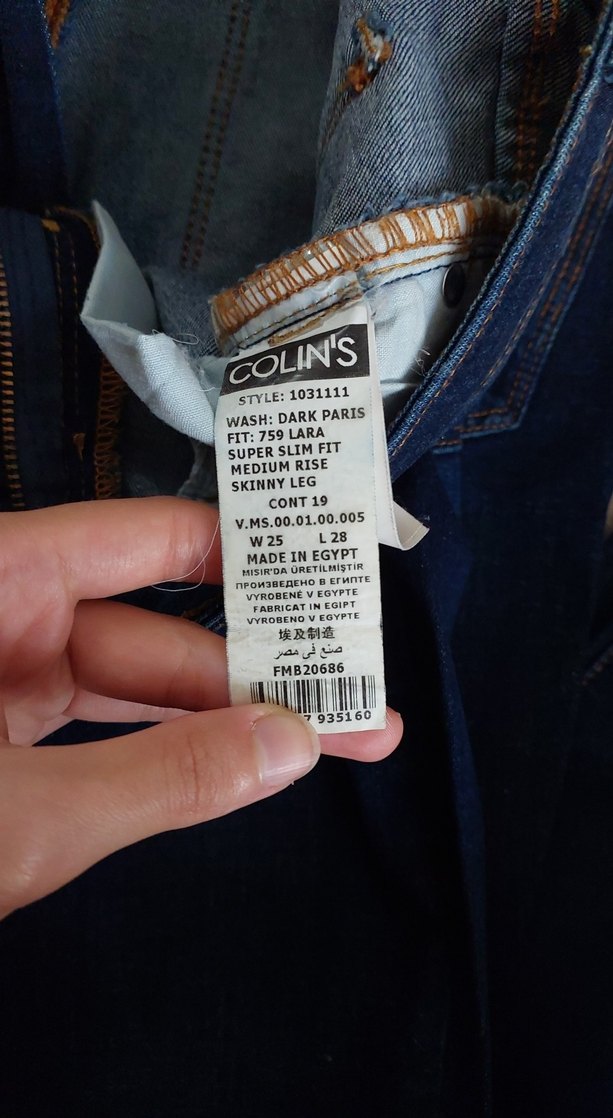 COLIN'S
STYLE: 1031111
WASH: DARK PARIS
FIT: 759 LARA
SUPER SLIM FIT
MEDIUM RISE
SKINNY LEG
CONT 19
V.MS.00.01.00.005
W 25 L 28
MADE IN EGYPT
MISIR'DA ÜRETİLMİŞTİR
ПРОИЗВЕДЕНО В ЕГИПТЕ
VYROBENÉ V EGYPTE
FABRICAT IN EGIPT
VYROBENO V EGYPTE
埃及制造
صنع في مصر
FMB20686
7 935160